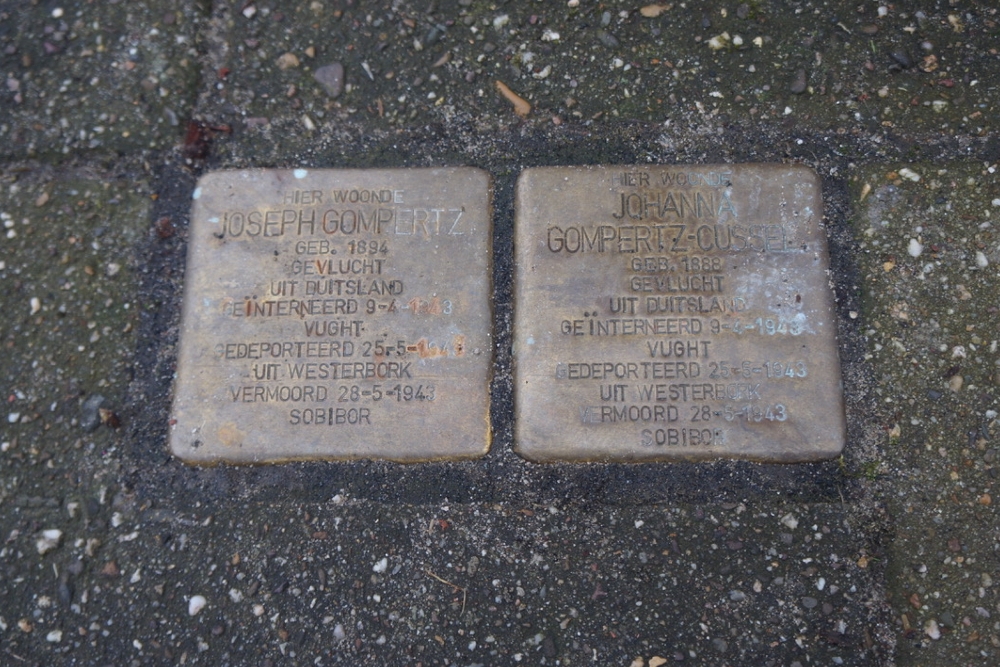 HIER WOONDE
JOSEPH GOMPERTZ
GEB. 1894
GEVLUCHT
UIT DUITSLAND
GEÏNTERNEERD 9-4-1943
VUGHT
GEDEPORTEERD 25-5-1943
UIT WESTERBORK
VERMOORD 28-5-1943
SOBIBOR
HIER WOONDE
JOHANNA
GOMPERTZ-CUSSEL
GEB. 1888
GEVLUCHT
UIT DUITSLAND
GEÏNTERNEERD 9-4-1943
VUGHT
GEDEPORTEERD 25-5-1943
UIT WESTERBORK
VERMOORD 28-5-1943
SOBIBOR